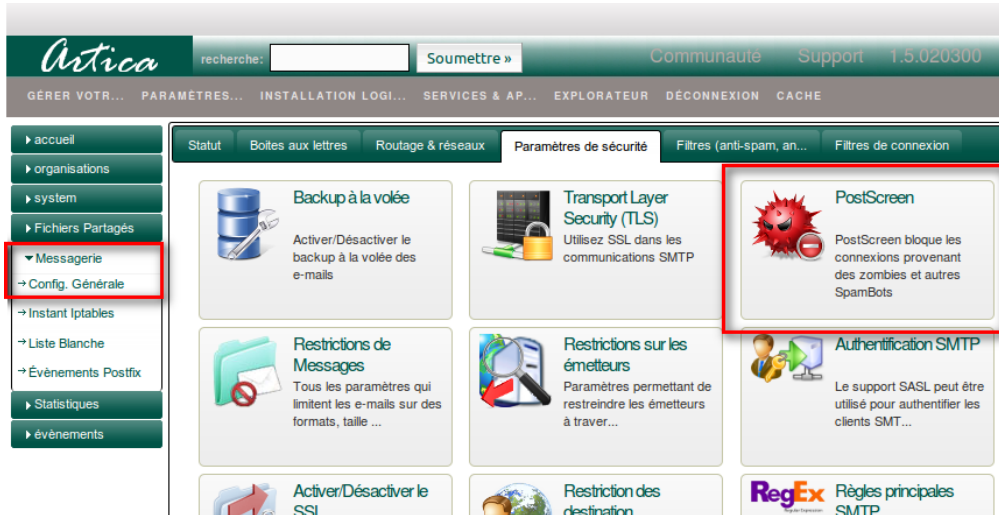 Artica
recherche:
Soumettre »
Communauté Support 1.5.020300
GÉRER VOTR... PARAMÈTRES... INSTALLATION LOGI... SERVICES & AP... EXPLORATEUR DÉCONNEXION CACHE
accueil
organisations
system
Fichiers Partagés
Messagerie
Config. Générale
Instant Iptables
Liste Blanche
Évènements Postfix
Statistiques
évènements
Statut Boites aux lettres Routage & réseaux Paramètres de sécurité Filtres (anti-spam, an... Filtres de connexion
Backup à la volée
Activer/Désactiver le
backup à la volée des
e-mails
Transport Layer
Security (TLS)
Utilisez SSL dans les
communications SMTP
PostScreen
PostScreen bloque les
connexions provenant
des zombies et autres
SpamBots
Restrictions de
Messages
Tous les paramètres qui
limitent les e-mails sur des
formats, taille ...
Restrictions sur les
émetteurs
Paramètres permettant de
restreindre les émetteurs
à traver...
Authentification SMTP
Le support SASL peut être
utilisé pour authentifier les
clients SMT...
Activer/Désactiver le
SSL
Restriction des
destination
RegEx
Règles principales
SMTP